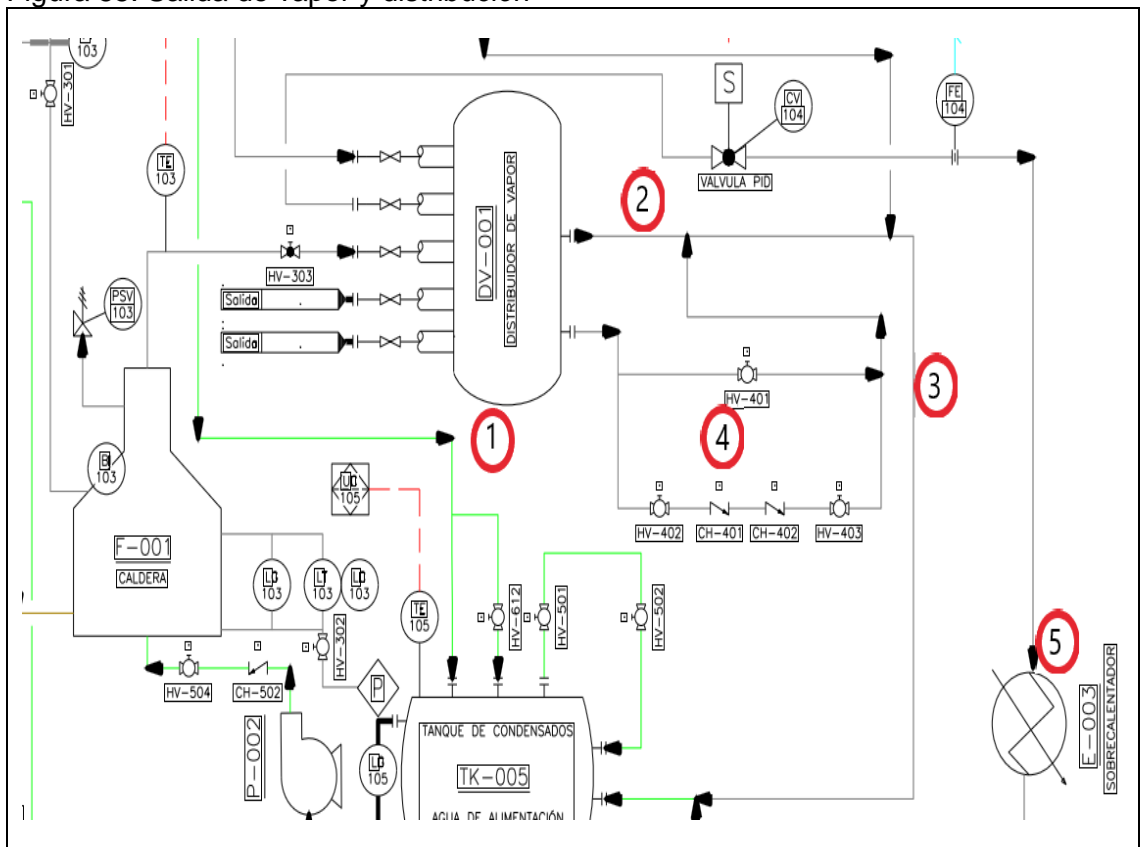 Figura 38. Salida de vapor y distribución
103
HV-301
TE
103
S
CV
104
FE
104
VALVULA PID
2
DV-001
DISTRIBUIDOR DE VAPOR
HV-303
PSV
103
Salida
Salida
3
HV-401
1
4
BI
103
UC
105
HV-402
CH-401
CH-402
HV-403
F-001
CALDERA
LG
103
LT
103
103
TE
105
HV-302
HV-612
HV-501
HV-502
5
E-003
SOBRECALENTADOR
HV-504
CH-502
P
P-002
TANQUE DE CONDENSADOS
105
TK-005
AGUA DE ALIMENTACIÓN